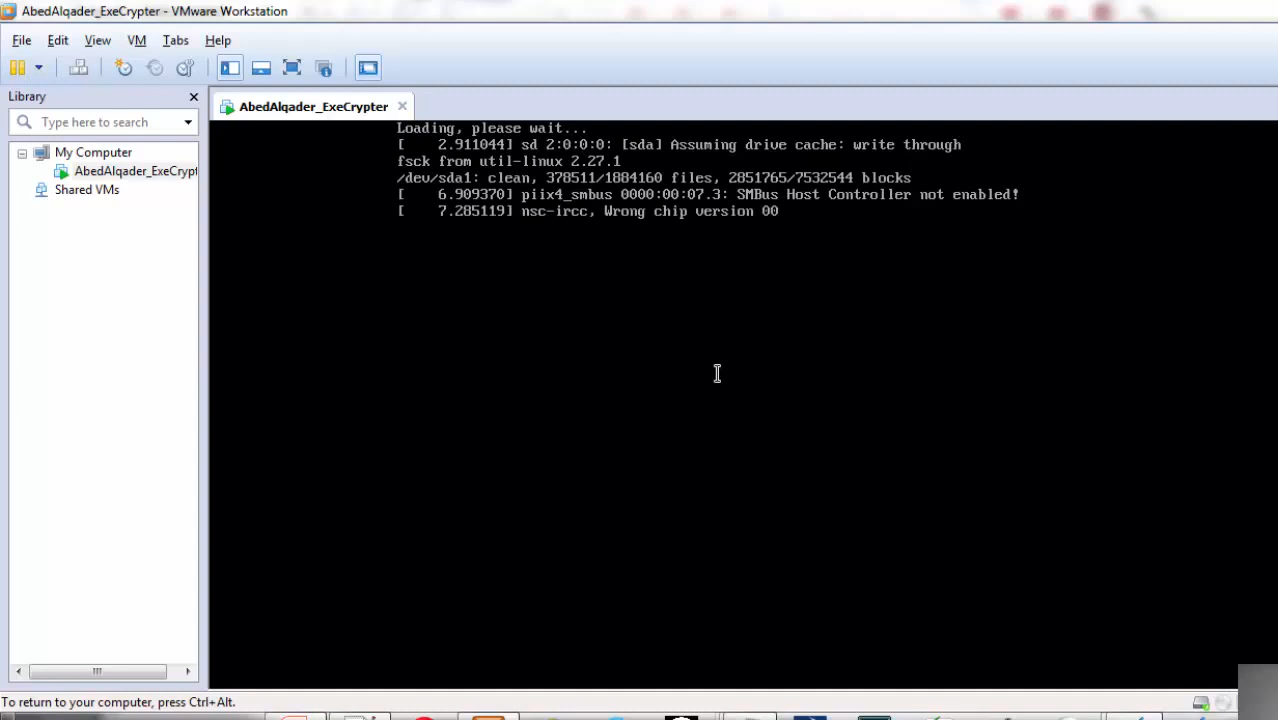 AbedAlqader_ExeCrypter - VMware Workstation
File Edit View VM Tabs Help
Library
AbedAlqader_ExeCrypter
Type here to search
My Computer
AbedAlqader_ExeCrypt
Shared VMs
Loading, please wait...
[    2.911044] sd 2:0:0:0: [sda] Assuming drive cache: write through
fsck from util-linux 2.27.1
/dev/sda1: clean, 378511/1884160 files, 2851765/7532544 blocks
[    6.909370] piix4_smbus 0000:00:07.3: SMBus Host Controller not enabled!
[    7.285119] nsc-ircc, Wrong chip version 00
To return to your computer, press Ctrl+Alt.